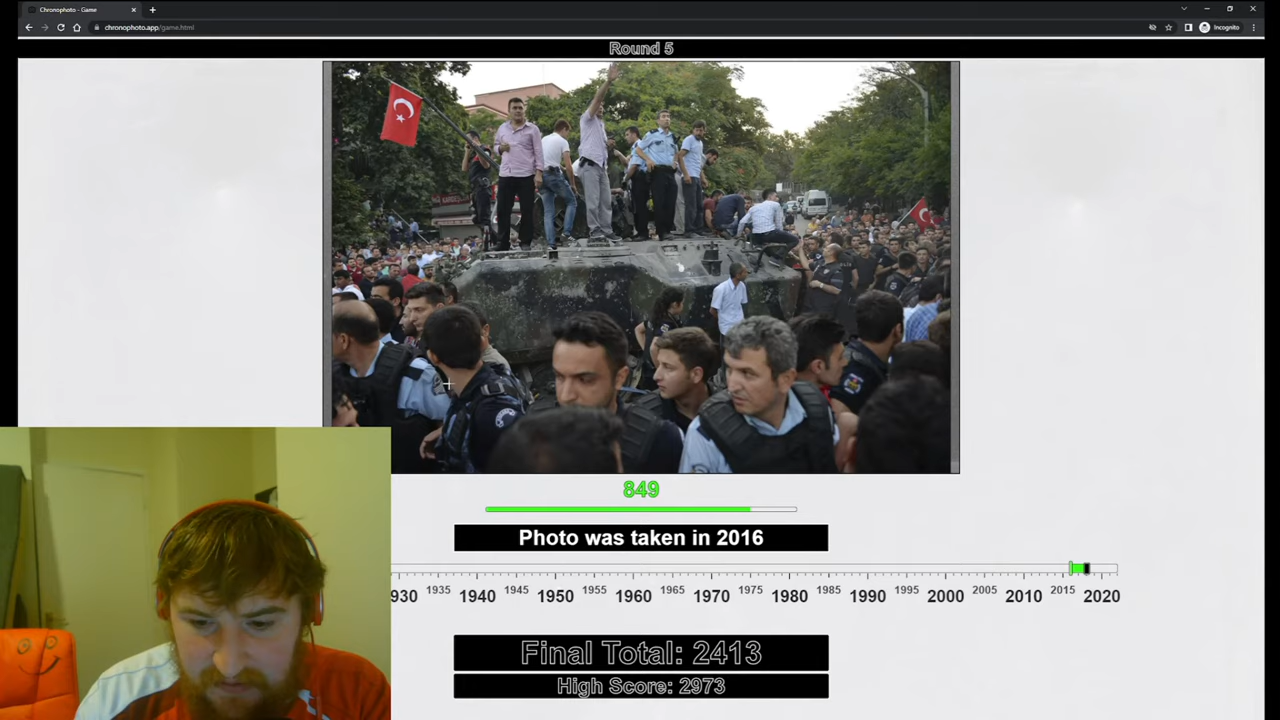 Chronophoto - Game
chronophoto.app/game.html
Incognito
Round 5
849
Photo was taken in 2016
930 1935 1940 1945 1950 1955 1960 1965 1970 1975 1980 1985 1990 1995 2000 2005 2010 2015 2020
Final Total: 2413
High Score: 2973